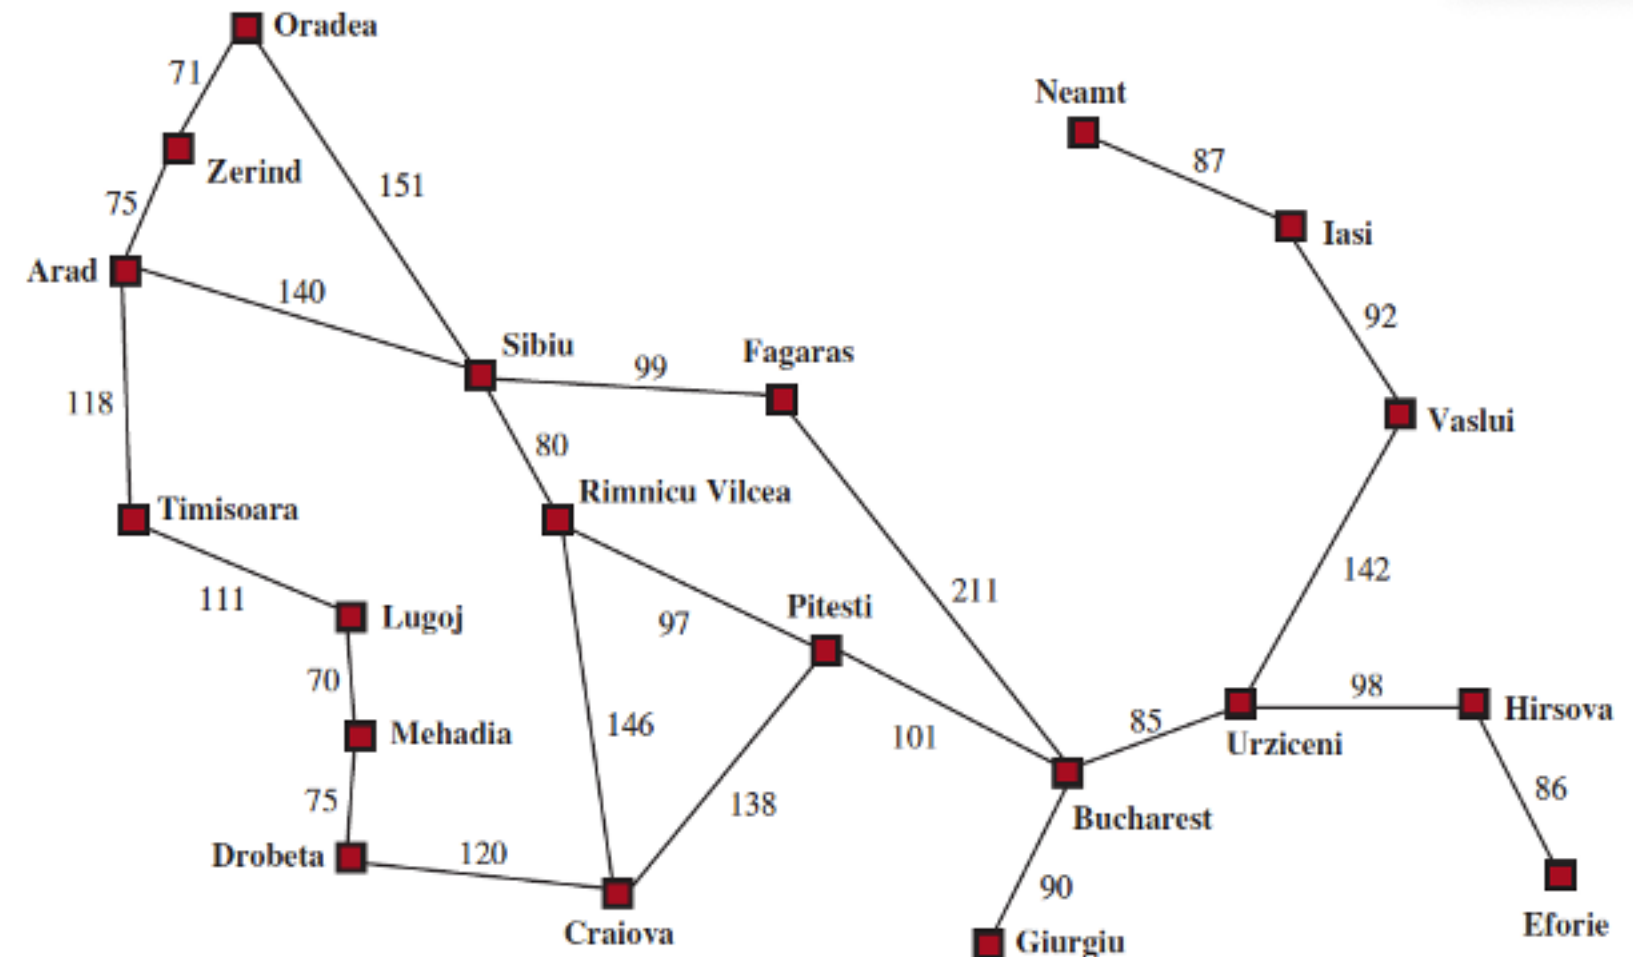 Oradea
71
Neamt
87
Zerind
151
75
Iasi
Arad
140
92
Sibiu
Fagaras
99
118
Vaslui
80
Rimnicu Vilcea
Timisoara
142
211
111
Pitesti
Lugoj
97
70
98
Hirsova
146
85
Mehadia
101
Urziceni
86
75
138
Bucharest
120
Drobeta
90
Eforie
Craiova
Giurgiu